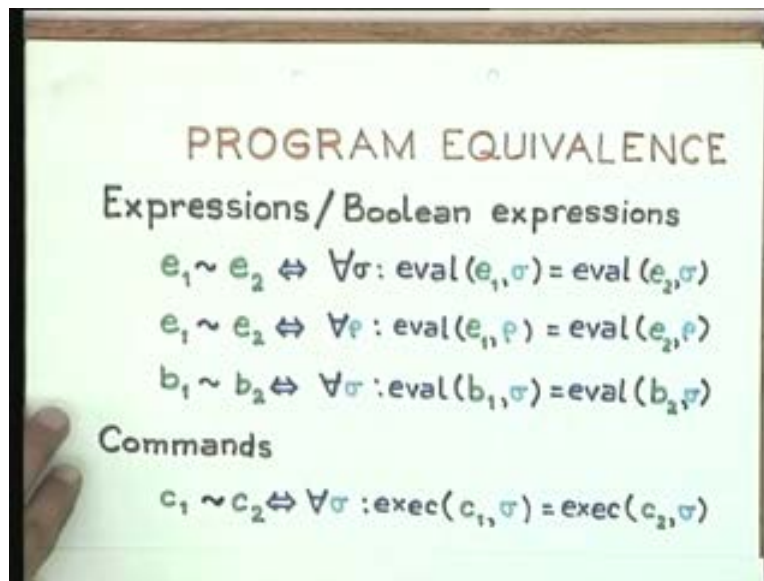 PROGRAM EQUIVALENCE
Expressions/Boolean expressions
e₁ ~ e₂ ⇔ ∀σ: eval(e₁,σ) = eval(e₂,σ)
e₁ ~ e₂ ⇔ ∀ρ : eval(e₁,ρ) = eval(e₂,ρ)
b₁ ~ b₂ ⇔ ∀σ :eval(b₁,σ) =eval(b₂,σ)
Commands
c₁ ~ c₂ ⇔ ∀σ :exec(c₁,σ) = exec(c₂,σ)